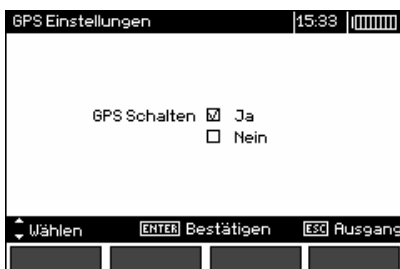 GPS Einstellungen 15:33
GPS Schalten Ja
Nein
Wählen ENTER Bestätigen ESC Ausgang